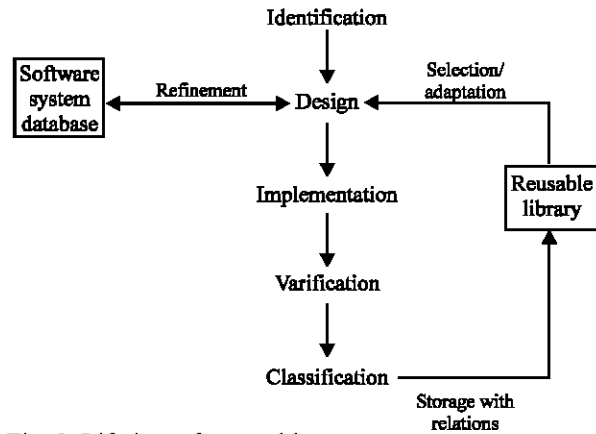 Identification
Software
system
database
Refinement
Design
Selection/
adaptation
Implementation
Reusable
library
Varification
Classification
Storage with
relations